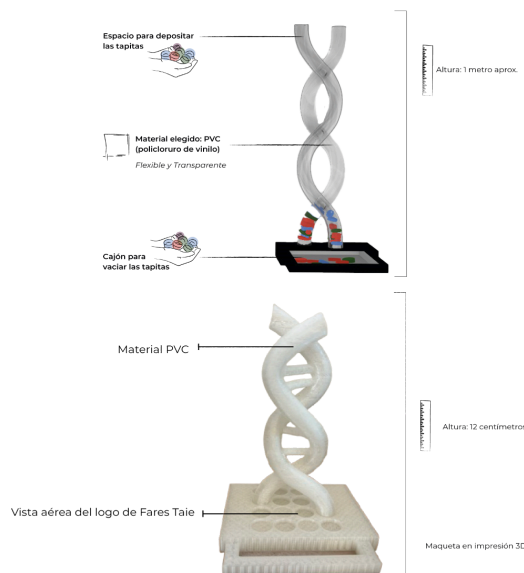 Espacio para depositar
las tapitas
Altura: 1 metro aprox.
Material elegido: PVC
(policloruro de vinilo)
Flexible y Transparente
Cajón para
vaciar las tapitas
Material PVC
Altura: 12 centímetros
Vista aérea del logo de Fares Taie
Maqueta en impresión 3D